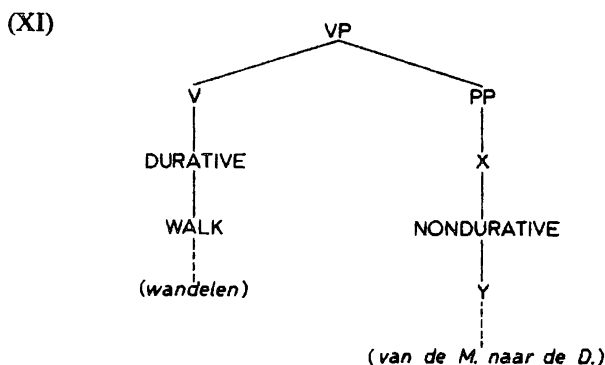 (XI)
VP
V PP
DURATIVE X
WALK NONDURATIVE
(wandelen) Y
(van de M. naar de D.)